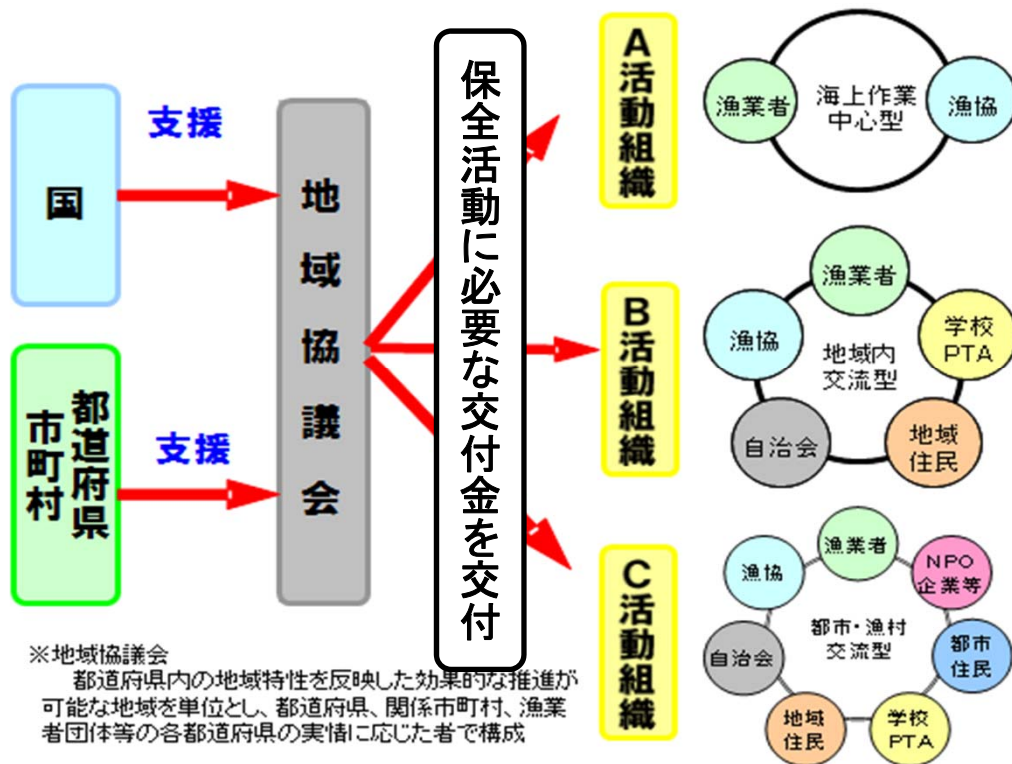 国
支援
都道府県
市町村
支援
地域協議会
保全活動に必要な交付金を交付
A活動組織
漁業者
海上作業
中心型
漁協
B活動組織
漁業者
漁協
学校
PTA
地域内
交流型
自治会
地域
住民
C活動組織
漁業者
漁協
NPO
企業等
都市・漁村
交流型
自治会
都市
住民
地域
住民
学校
PTA
※地域協議会
都道府県内の地域特性を反映した効果的な推進が
可能な地域を単位とし、都道府県、関係市町村、漁業
者団体等の各都道府県の実情に応じた者で構成